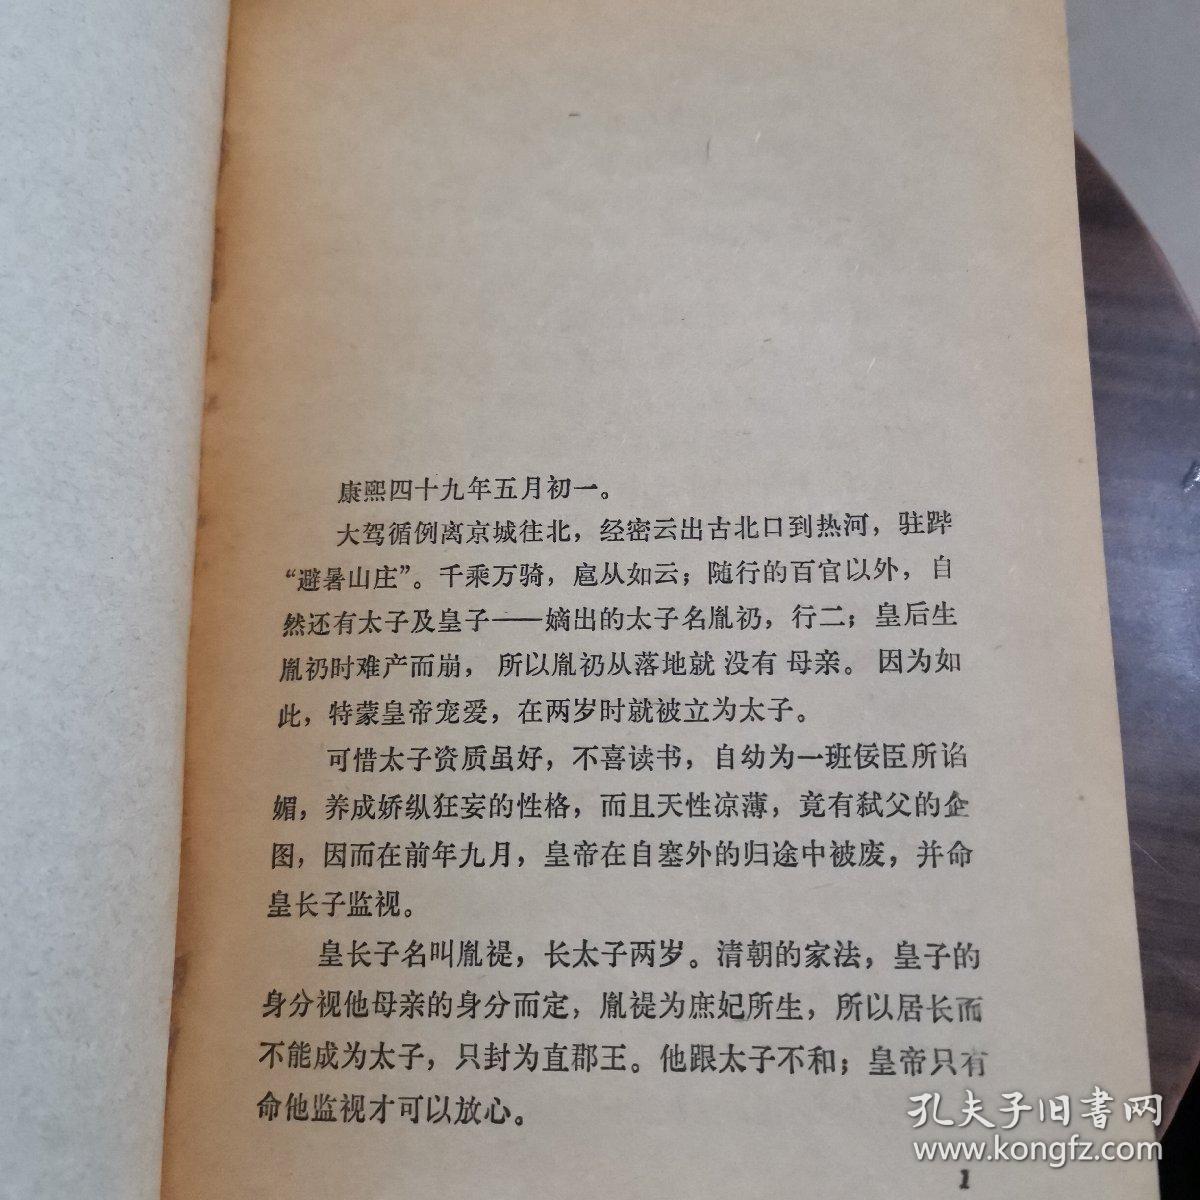 康熙四十九年五月初一。
大驾循例离京城往北，经密云出古北口到热河，驻跸
“避暑山庄”。千乘万骑，扈从如云；随行的百官以外，自
然还有太子及皇子——嫡出的太子名胤礽，行二；皇后生
胤礽时难产而崩，所以胤礽从落地就没有母亲。因为如
此，特蒙皇帝宠爱，在两岁时就被立为太子。
可惜太子资质虽好，不喜读书，自幼为一班佞臣所谄
媚，养成娇纵狂妄的性格，而且天性凉薄，竟有弑父的企
图，因而在前年九月，皇帝在自塞外的归途中被废，并命
皇长子监视。
皇长子名叫胤禔，长太子两岁。清朝的家法，皇子的
身分视他母亲的身分而定，胤禔为庶妃所生，所以居长而
不能成为太子，只封为直郡王。他跟太子不和；皇帝只有
命他监视才可以放心。
1
孔夫子旧书网
www.kongfz.com